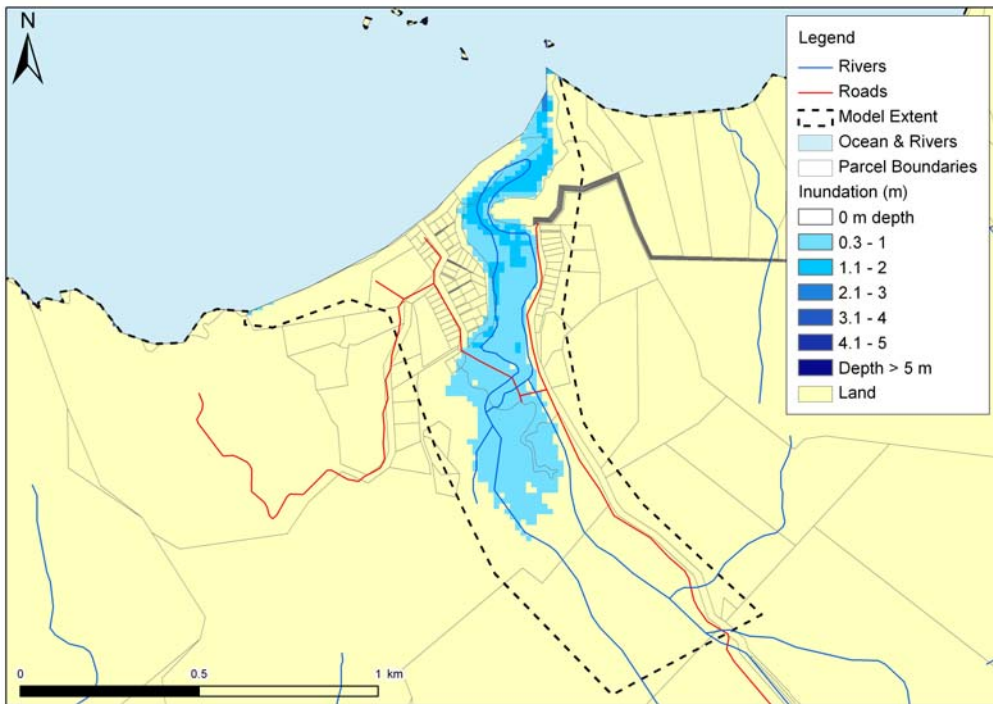 N
Legend
Rivers
Roads
Model Extent
Ocean & Rivers
Parcel Boundaries
Inundation (m)
0 m depth
0.3 - 1
1.1 - 2
2.1 - 3
3.1 - 4
4.1 - 5
Depth > 5 m
Land
0 0.5 1 km